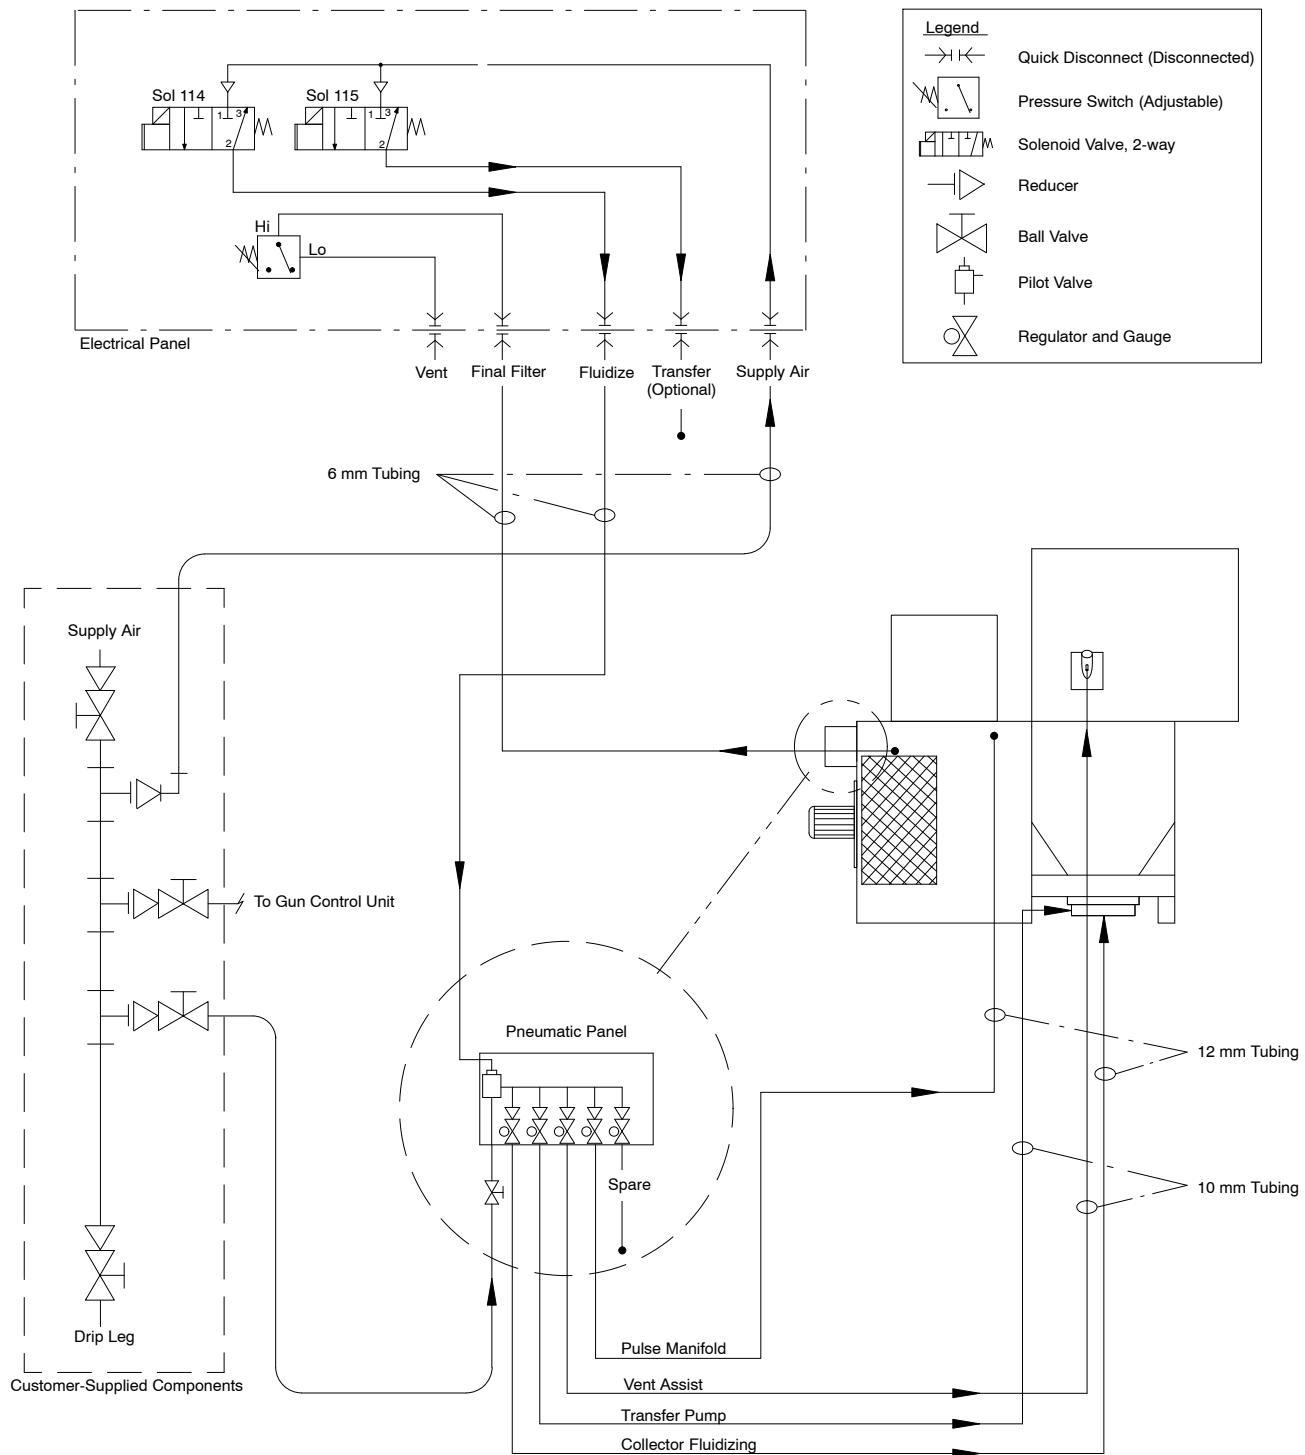 Legend
Quick Disconnect (Disconnected)
Pressure Switch (Adjustable)
Solenoid Valve, 2-way
Reducer
Ball Valve
Pilot Valve
Regulator and Gauge
Sol 114
Sol 115
1
3
2
1
3
2
Hi
Lo
Electrical Panel
Vent
Final Filter
Fluidize
Transfer
(Optional)
Supply Air
6 mm Tubing
Supply Air
To Gun Control Unit
Drip Leg
Customer-Supplied Components
Pneumatic Panel
Spare
12 mm Tubing
10 mm Tubing
Pulse Manifold
Vent Assist
Transfer Pump
Collector Fluidizing